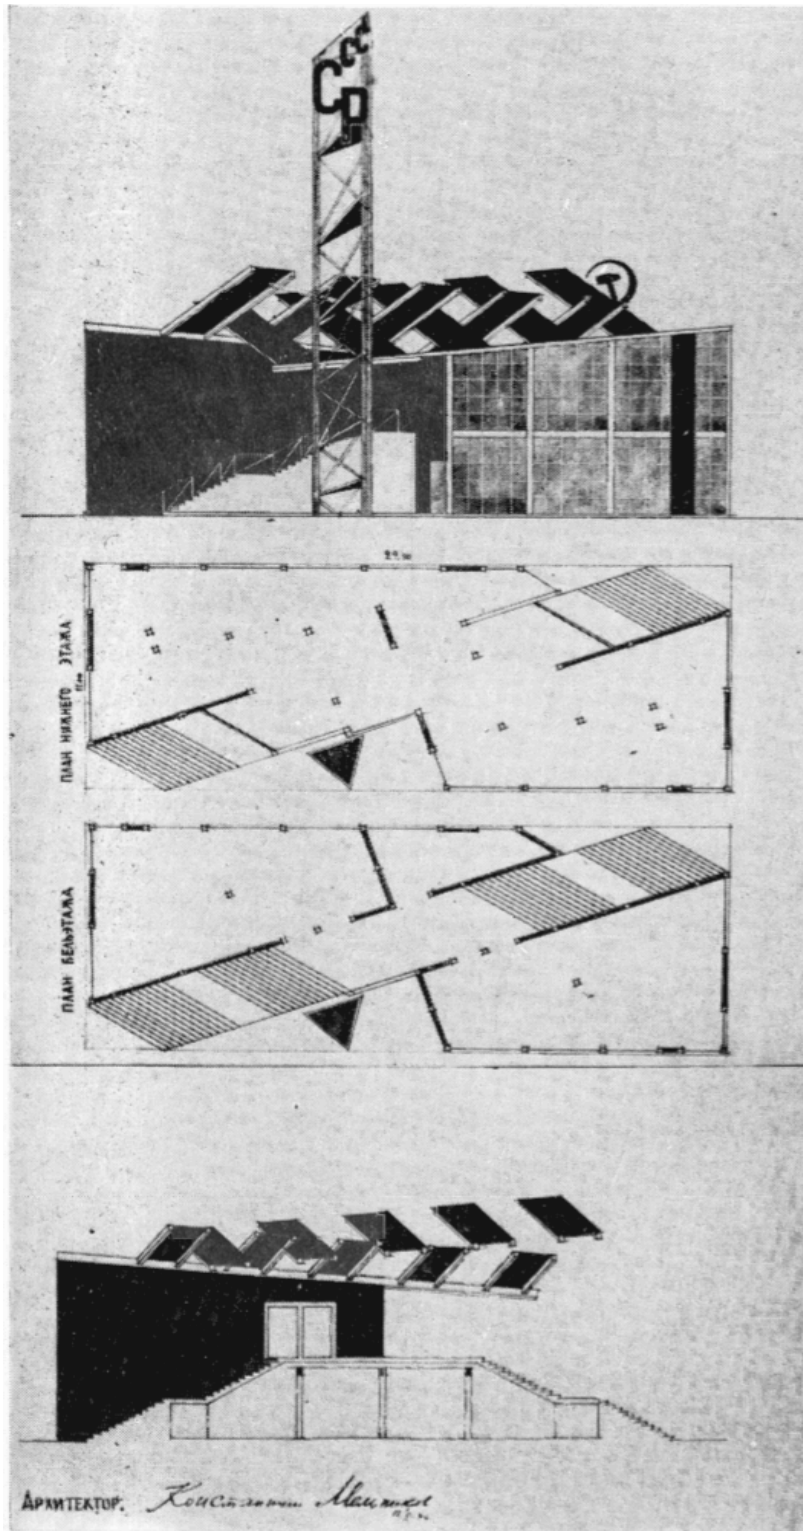 СССР
ПЛАН НИЖНЕГО ЭТАЖА
ПЛАН БЕЛЬЭТАЖА
АРХИТЕКТОР. Константин Мельников